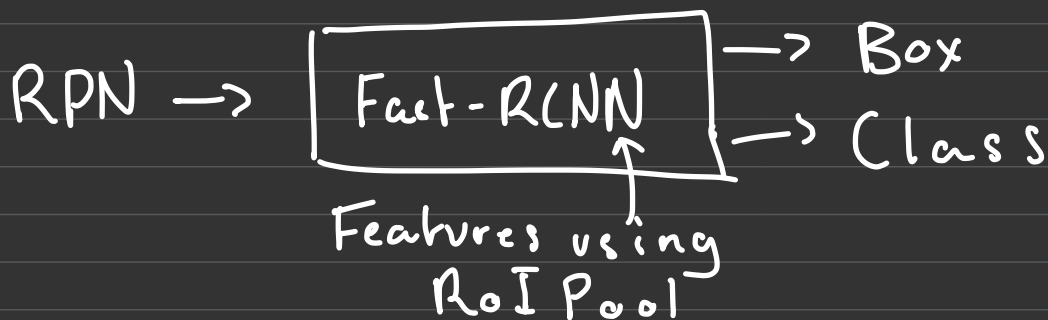 RPN → Fast-RCNN → Box
→ Class
Features using
RoI Pool